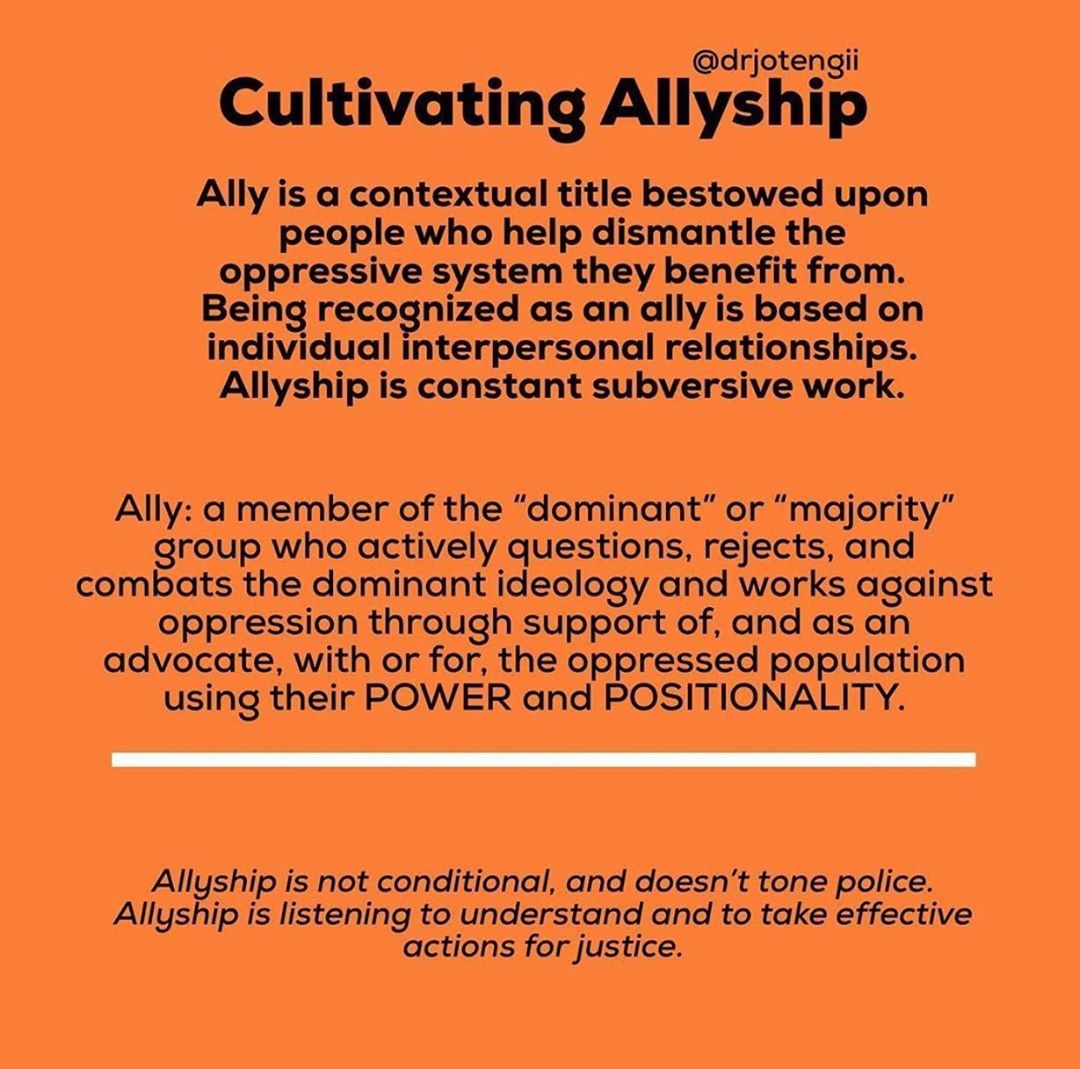 @drjotengii
Cultivating Allyship
Ally is a contextual title bestowed upon
people who help dismantle the
oppressive system they benefit from.
Being recognized as an ally is based on
individual interpersonal relationships.
Allyship is constant subversive work.
Ally: a member of the “dominant” or “majority”
group who actively questions, rejects, and
combats the dominant ideology and works against
oppression through support of, and as an
advocate, with or for, the oppressed population
using their POWER and POSITIONALITY.
Allyship is not conditional, and doesn’t tone police.
Allyship is listening to understand and to take effective
actions for justice.